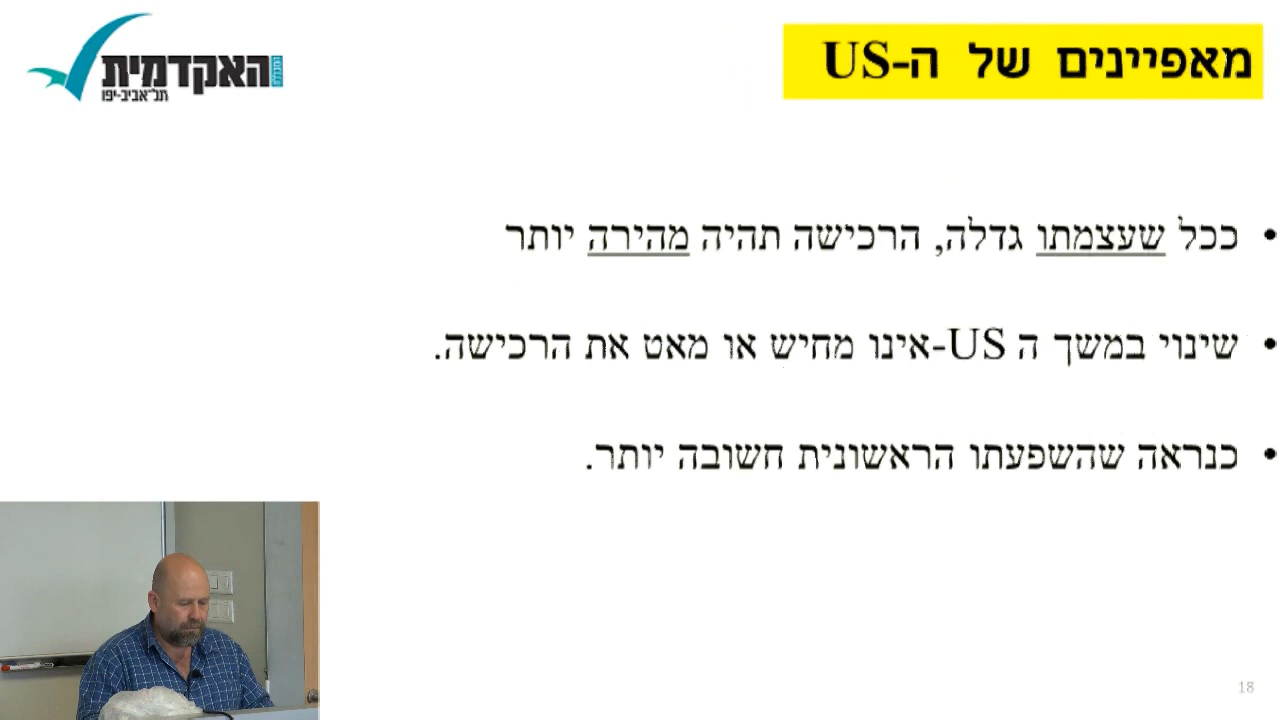 האקדמית
תל־אביב-יפו
מאפיינים של ה-US
• ככל שעצמתו גדלה, הרכישה תהיה מהירה יותר
• שינוי במשך ה US-אינו מחיש או מאט את הרכישה.
• כנראה שהשפעתו הראשונית חשובה יותר.
18